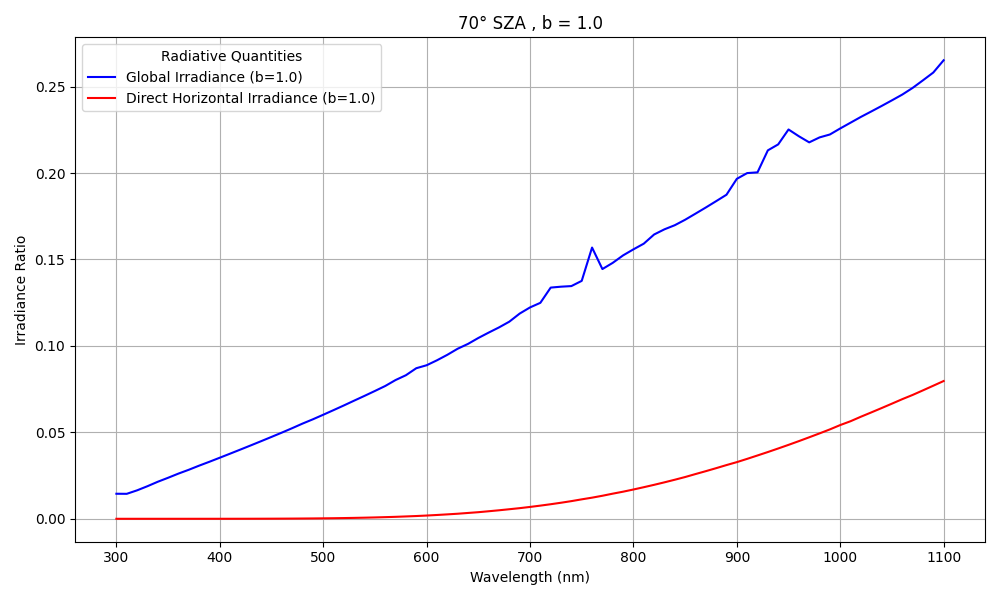 70° SZA , b = 1.0
Radiative Quantities
Global Irradiance (b=1.0)
Direct Horizontal Irradiance (b=1.0)
Irradiance Ratio
0.25
0.20
0.15
0.10
0.05
0.00
300 400 500 600 700 800 900 1000 1100
Wavelength (nm)